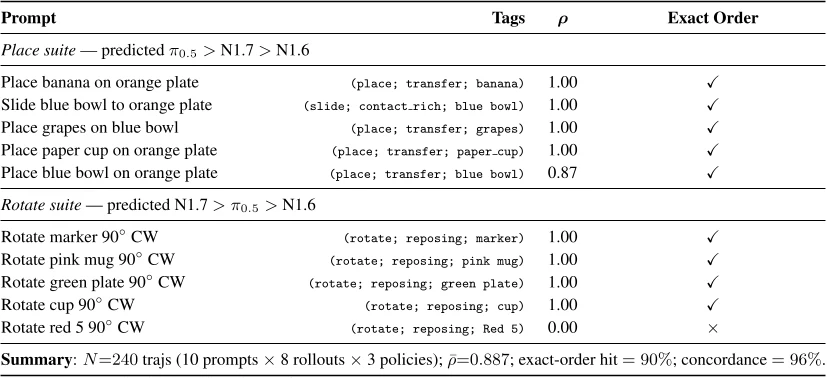 Prompt Tags ρ Exact Order
Place suite — predicted π0.5 > N1.7 > N1.6
Place banana on orange plate (place; transfer; banana) 1.00 ✓
Slide blue bowl to orange plate (slide; contact_rich; blue bowl) 1.00 ✓
Place grapes on blue bowl (place; transfer; grapes) 1.00 ✓
Place paper cup on orange plate (place; transfer; paper_cup) 1.00 ✓
Place blue bowl on orange plate (place; transfer; blue bowl) 0.87 ✓
Rotate suite — predicted N1.7 > π0.5 > N1.6
Rotate marker 90° CW (rotate; reposing; marker) 1.00 ✓
Rotate pink mug 90° CW (rotate; reposing; pink mug) 1.00 ✓
Rotate green plate 90° CW (rotate; reposing; green plate) 1.00 ✓
Rotate cup 90° CW (rotate; reposing; cup) 1.00 ✓
Rotate red 5 90° CW (rotate; reposing; Red 5) 0.00 ×
Summary: N=240 trajs (10 prompts × 8 rollouts × 3 policies); ρ̄=0.887; exact-order hit = 90%; concordance = 96%.